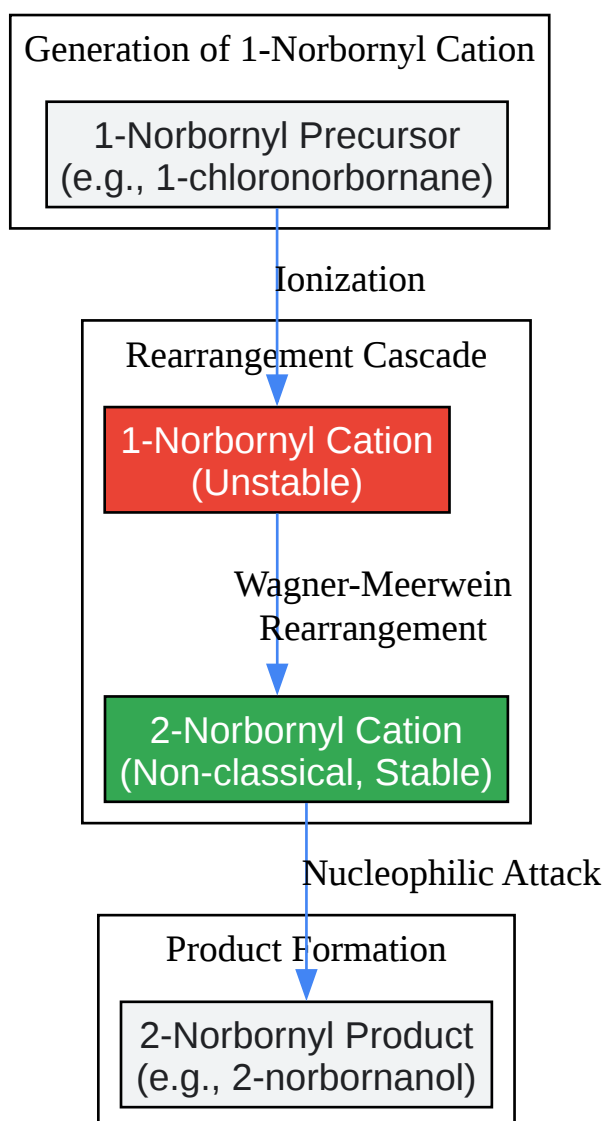 Generation of 1-Norbornyl Cation
1-Norbornyl Precursor
(e.g., 1-chloronorbornane)
Ionization
Rearrangement Cascade
1-Norbornyl Cation
(Unstable)
Wagner-Meerwein
Rearrangement
2-Norbornyl Cation
(Non-classical, Stable)
Nucleophilic Attack
Product Formation
2-Norbornyl Product
(e.g., 2-norbornanol)